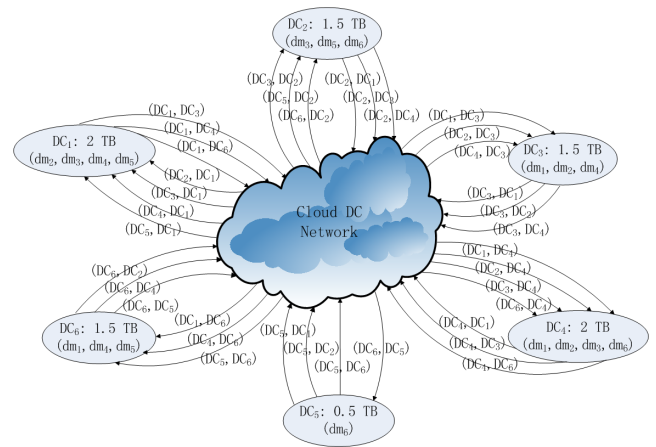 DC2: 1.5 TB
(dm3, dm5, dm6)
(DC3, DC2)
(DC5, DC2)
(DC6, DC2)
(DC2, DC1)
(DC2, DC3)
(DC2, DC4)
DC1: 2 TB
(dm2, dm3, dm4, dm5)
(DC1, DC3)
(DC1, DC4)
(DC1, DC6)
(DC2, DC1)
(DC3, DC1)
(DC4, DC1)
(DC5, DC1)
(DC1, DC3)
(DC2, DC3)
(DC4, DC3)
DC3: 1.5 TB
(dm1, dm2, dm4)
(DC3, DC1)
(DC3, DC2)
(DC3, DC4)
Cloud DC
Network
(DC1, DC4)
(DC2, DC4)
(DC3, DC4)
(DC6, DC4)
DC4: 2 TB
(dm1, dm2, dm3, dm6)
(DC4, DC1)
(DC4, DC3)
(DC4, DC6)
(DC6, DC2)
(DC6, DC4)
(DC6, DC5)
DC6: 1.5 TB
(dm1, dm4, dm5)
(DC1, DC6)
(DC4, DC6)
(DC5, DC6)
(DC5, DC1)
(DC5, DC2)
(DC5, DC6)
(DC6, DC5)
DC5: 0.5 TB
(dm6)